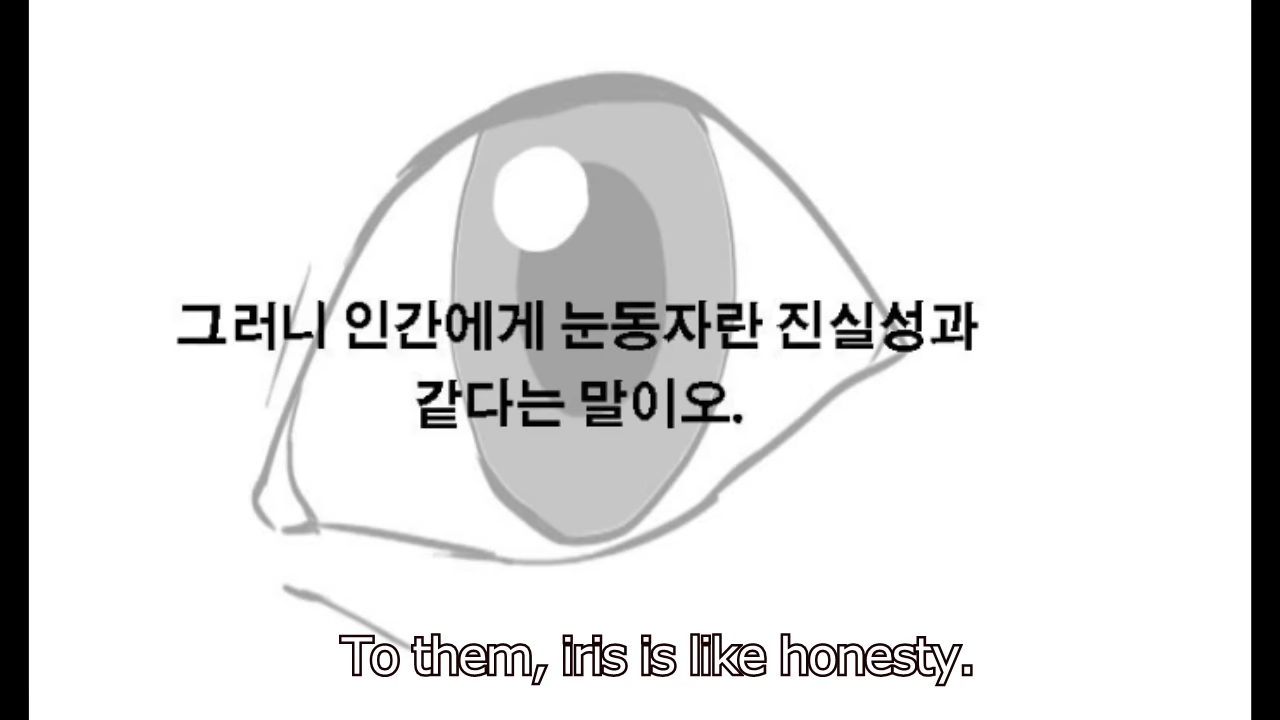 그러니 인간에게 눈동자란 진실성과
같다는 말이오.
To them, iris is like honesty.